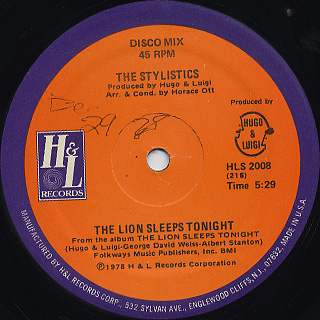 DISCO MIX
45 RPM
THE STYLISTICS
Produced by Hugo & Luigi
Arr. & Cond. by Horace Ott
Produced by
HUGO
&
LUIGI
29
H&L
RECORDS
HLS 2008
(21S)
Time 5:29
THE LION SLEEPS TONIGHT
From the album THE LION SLEEPS TONIGHT
(Hugo & Luigi-George David Weiss-Albert Stanton)
Folkways Music Publishers, Inc. BMI
℗1978 H & L Records Corporation
MANUFACTURED BY H&L RECORDS CORP., 532 SYLVAN AVE., ENGLEWOOD CLIFFS, N.J. 07632. MADE IN U.S.A.